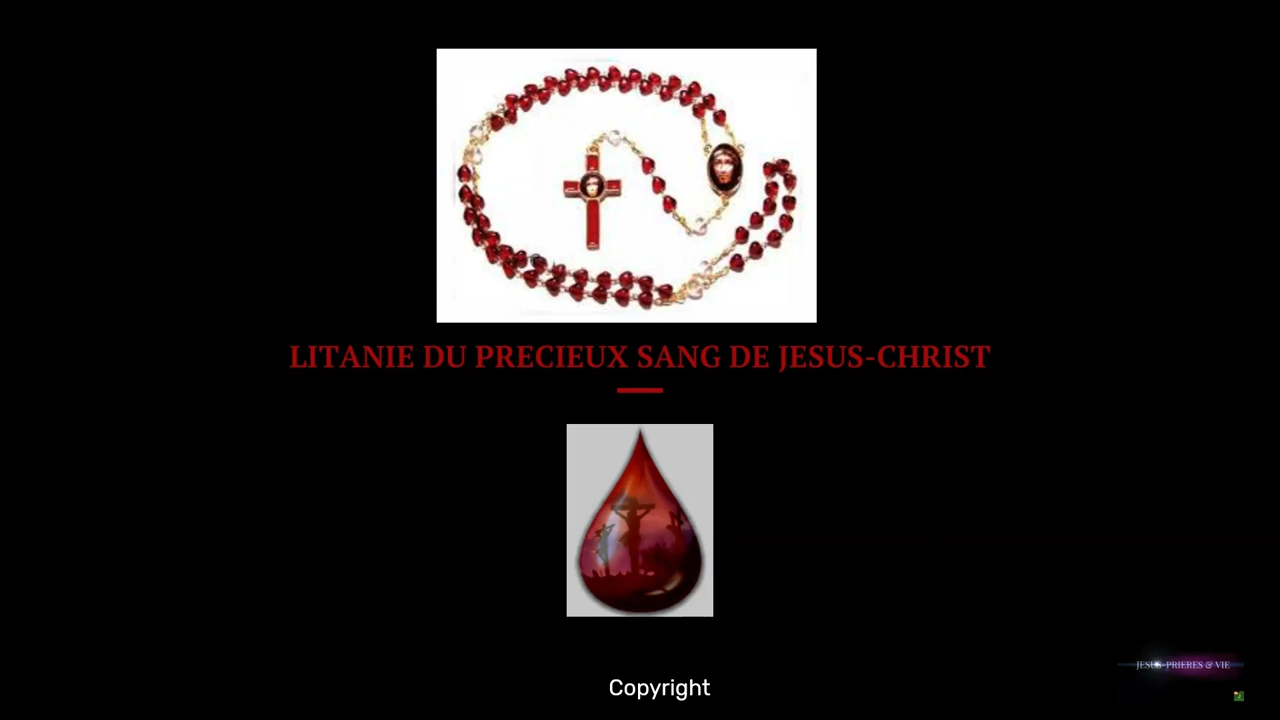 LITANIE DU PRECIEUX SANG DE JESUS-CHRIST
Copyright
JESUS-PRIERES & VIE